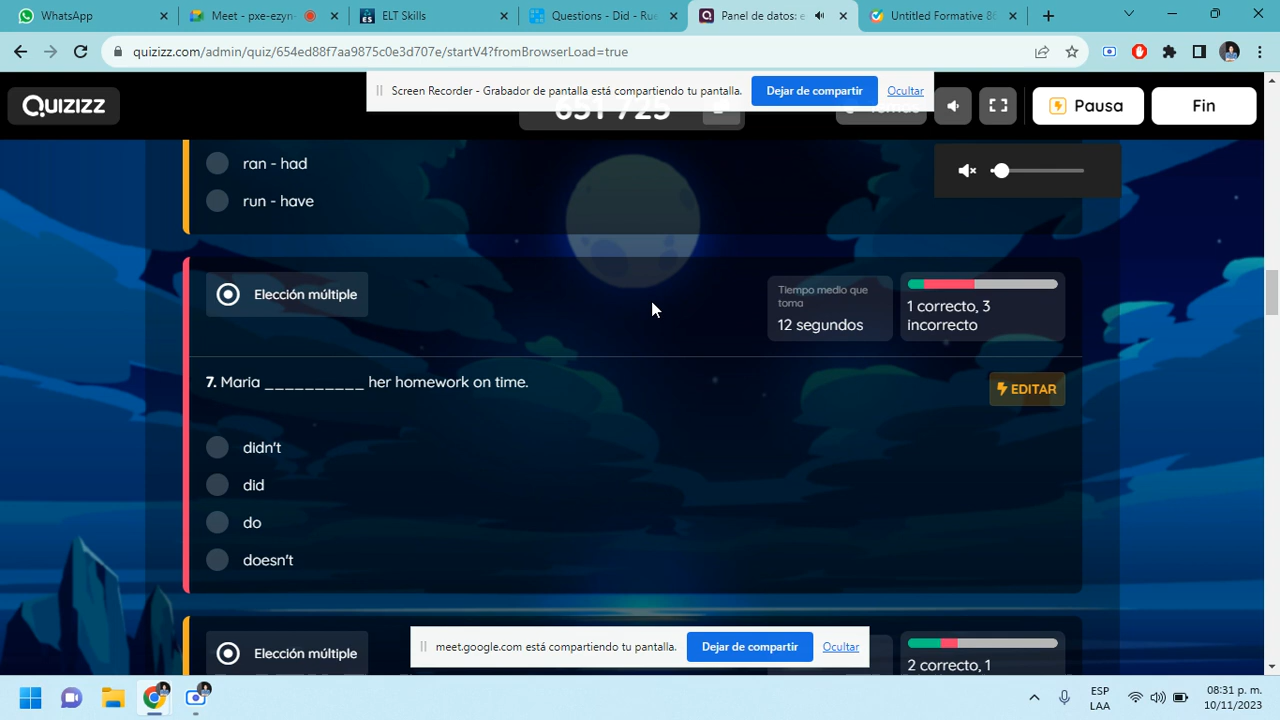 WhatsApp
Meet - pxe-ezyn-
ELT Skills
Questions - Did - Rue
Panel de datos: e
Untitled Formative 8
quizizz.com/admin/quiz/654ed88f7aa9875c0e3d707e/startV4?fromBrowserLoad=true
Screen Recorder - Grabador de pantalla está compartiendo tu pantalla.
Dejar de compartir
Ocultar
QUIZIZZ
651 725
Temas
Pausa
Fin
ran - had
run - have
Elección múltiple
Tiempo medio que
toma
12 segundos
1 correcto, 3
incorrecto
7. Maria __________ her homework on time.
EDITAR
didn't
did
do
doesn't
Elección múltiple
meet.google.com está compartiendo tu pantalla.
Dejar de compartir
Ocultar
2 correcto, 1
ESP
LAA
08:31 p. m.
10/11/2023